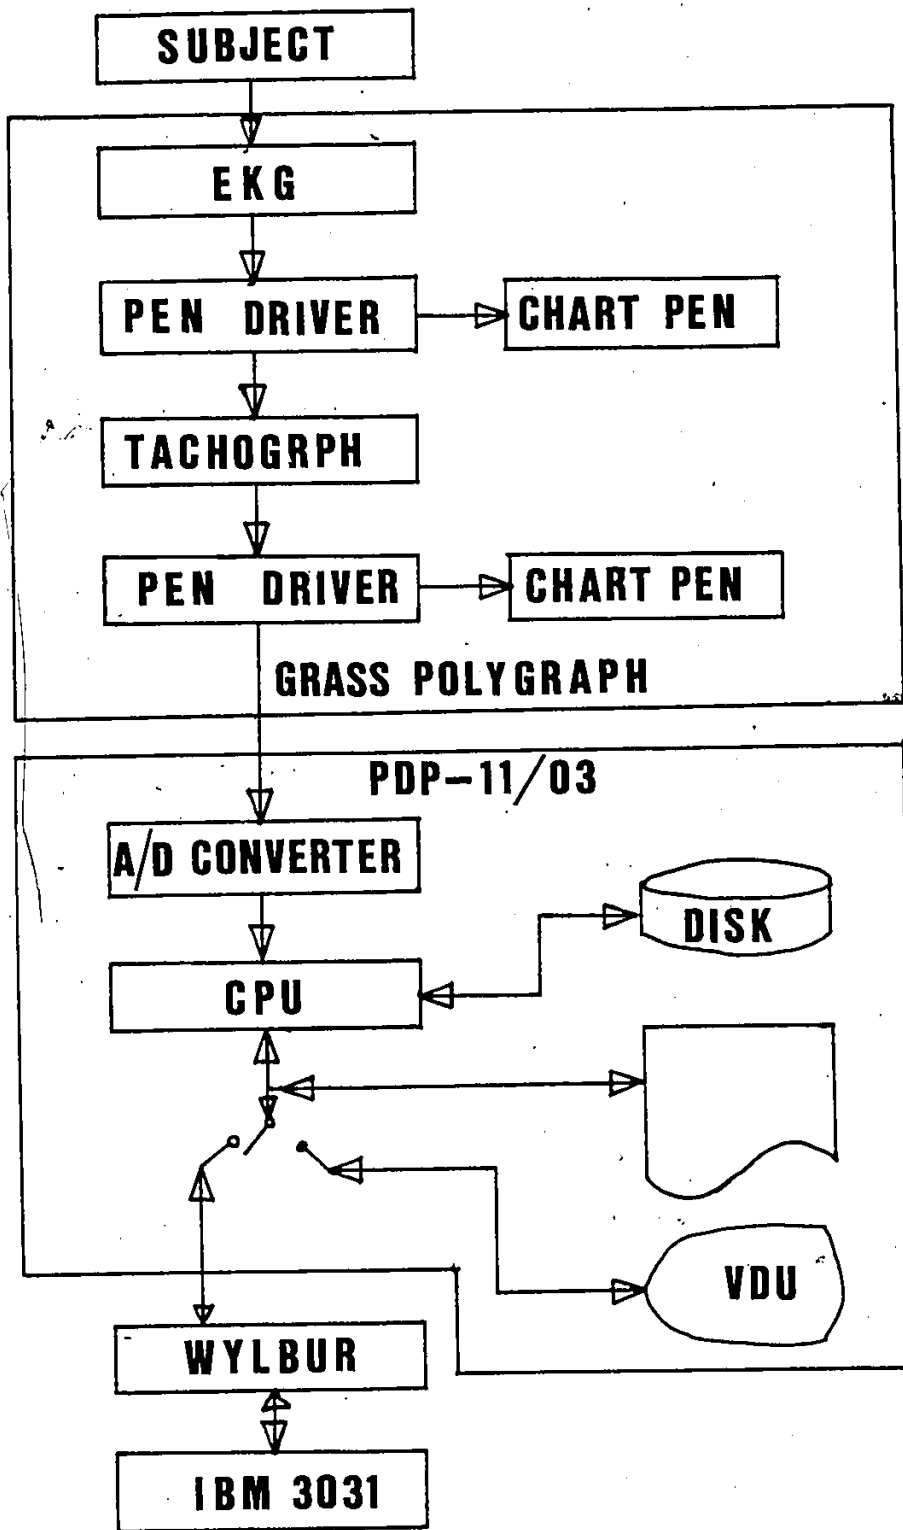 SUBJECT
EKG
PEN DRIVER
CHART PEN
TACHOGRPH
PEN DRIVER
CHART PEN
GRASS POLYGRAPH
PDP-11/03
A/D CONVERTER
DISK
CPU
VDU
WYLBUR
IBM 3031